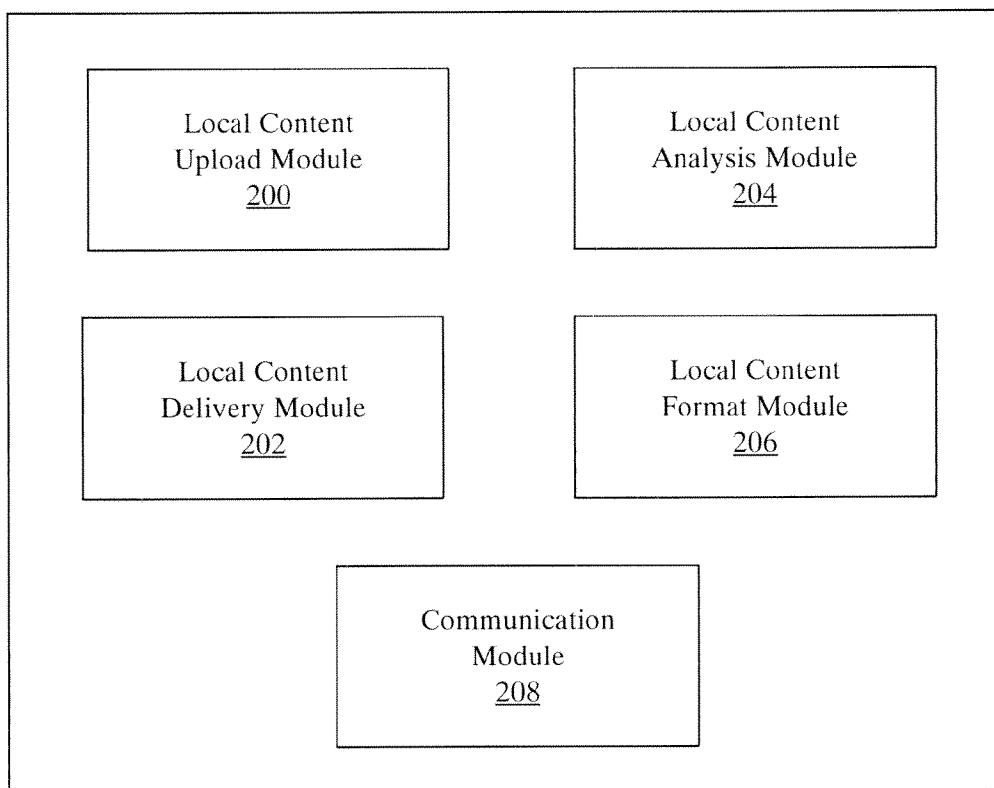 Local Content
Upload Module
200
Local Content
Analysis Module
204
Local Content
Delivery Module
202
Local Content
Format Module
206
Communication
Module
208